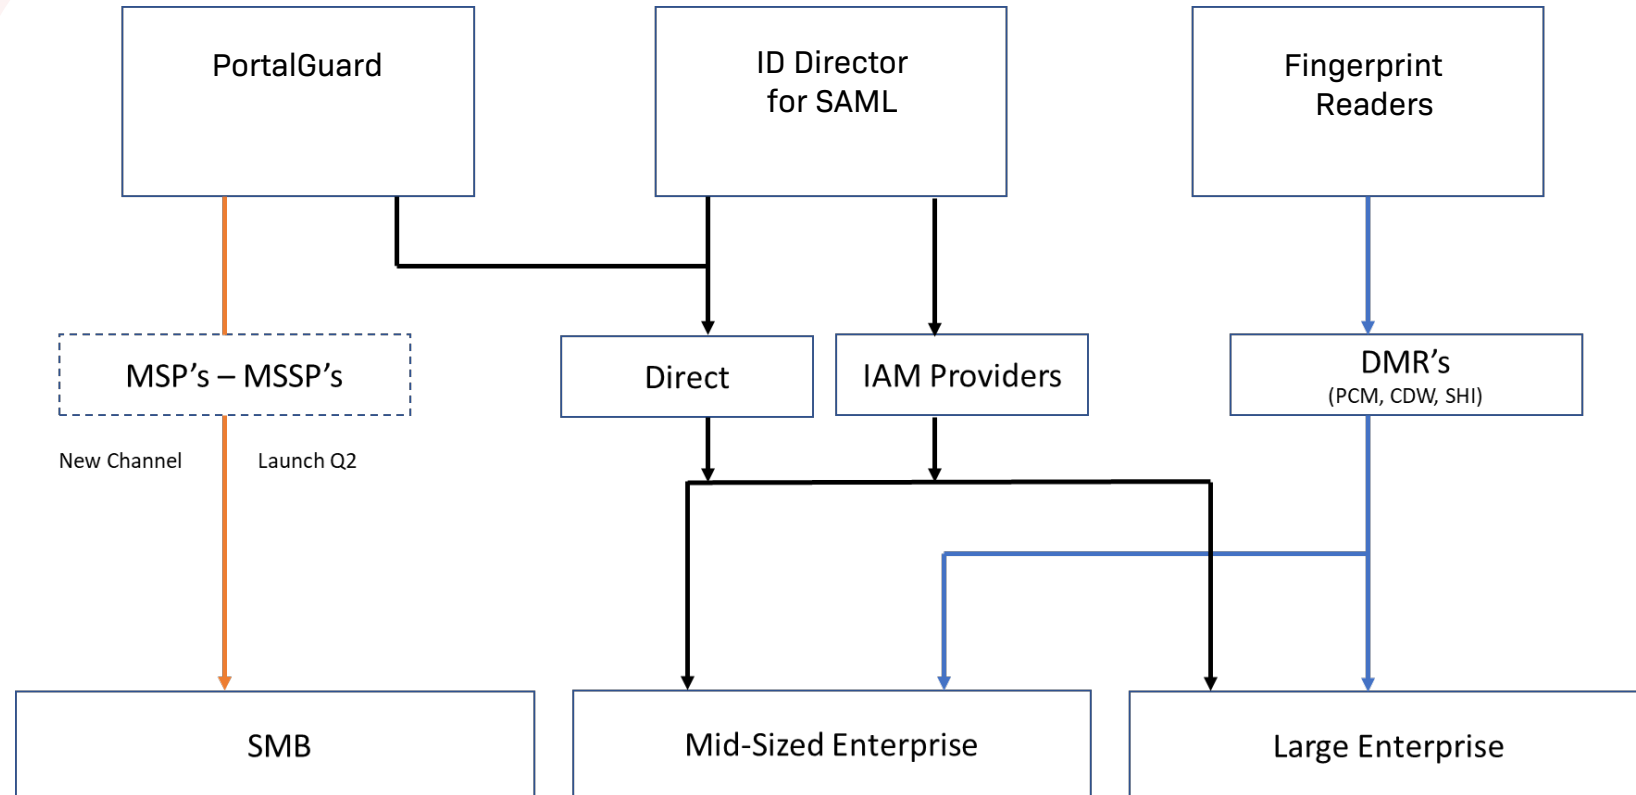 PortalGuard
ID Director
for SAML
Fingerprint
Readers
MSP's – MSSP's
Direct
IAM Providers
DMR's
(PCM, CDW, SHI)
New Channel
Launch Q2
SMB
Mid-Sized Enterprise
Large Enterprise